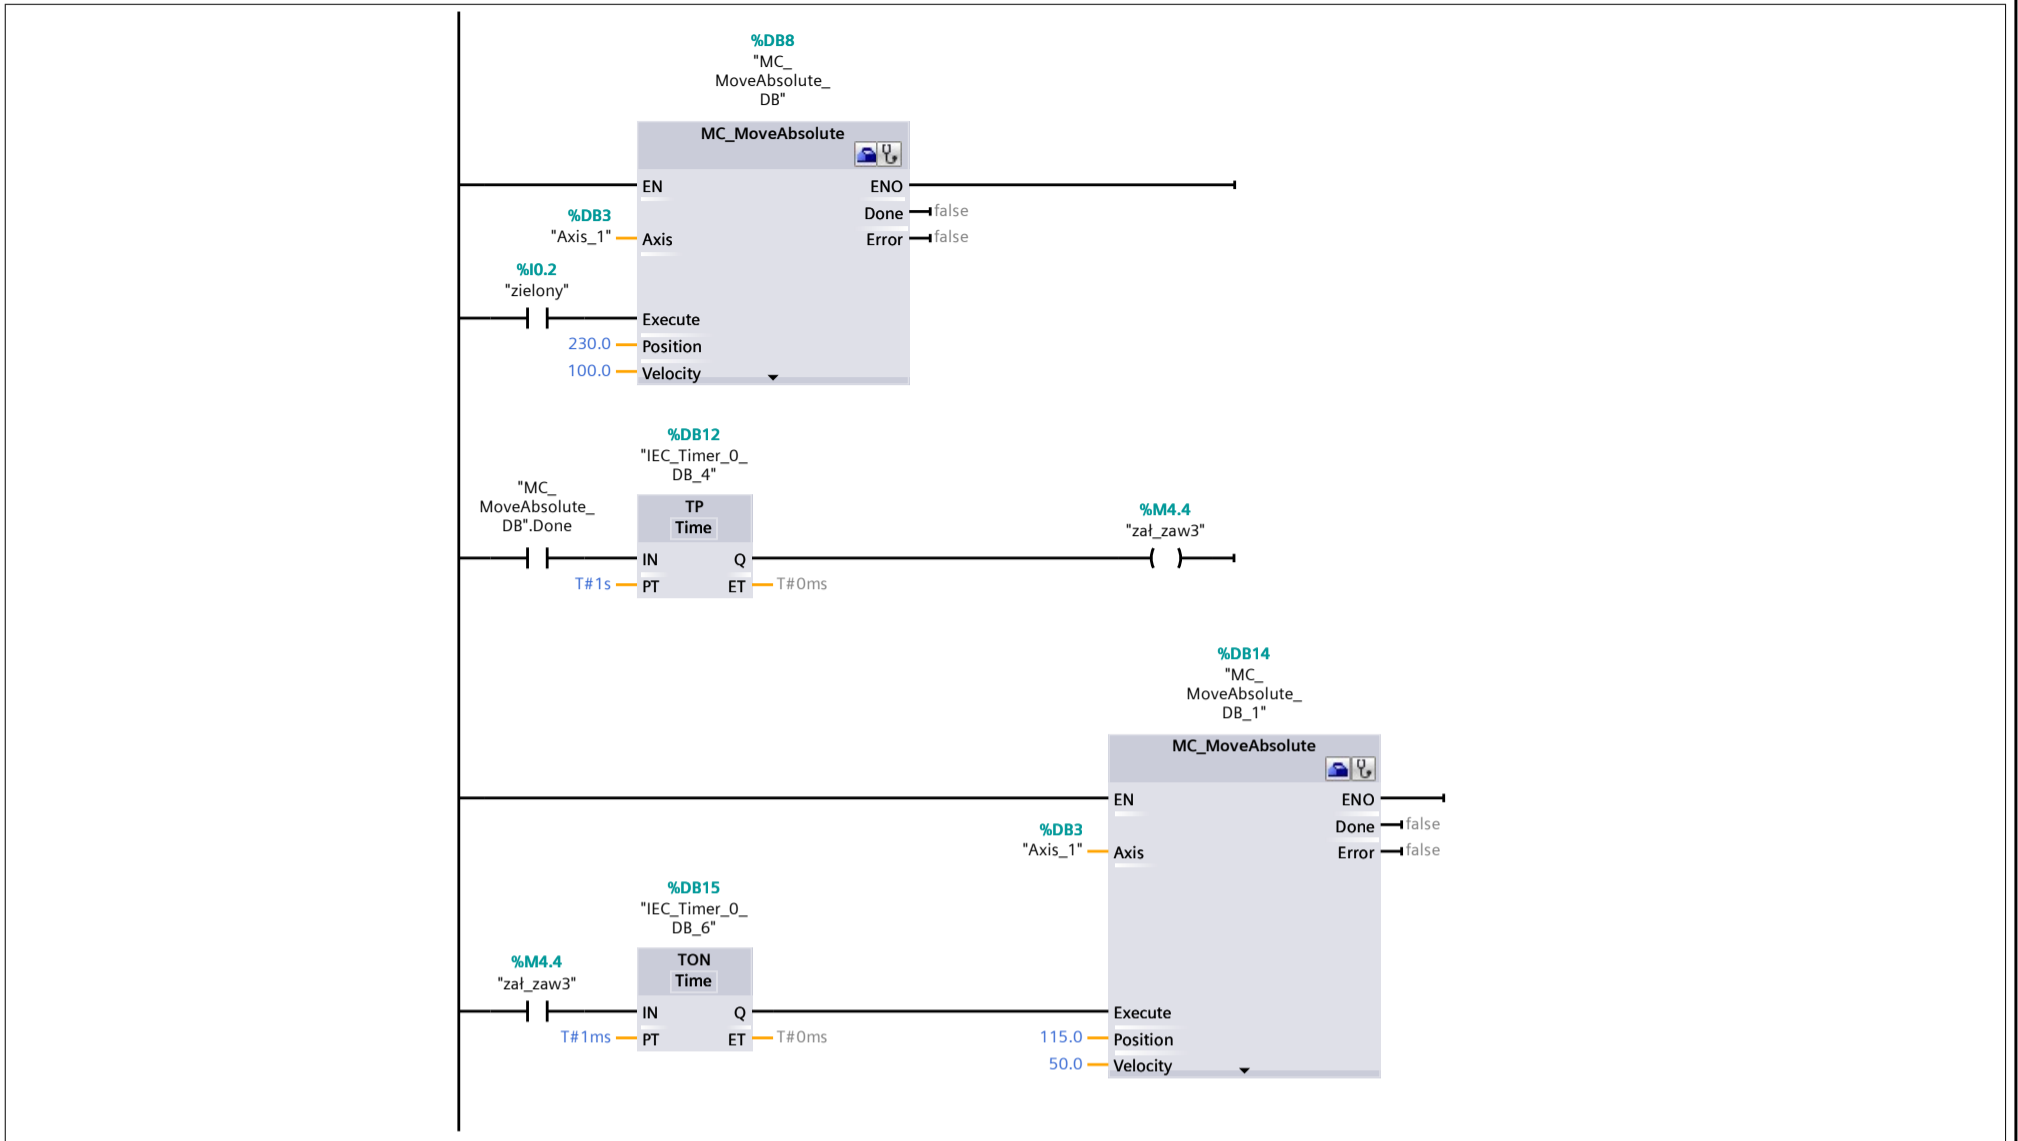 %DB8
"MC_
MoveAbsolute_
DB"
MC_MoveAbsolute
EN
ENO
Done
false
%DB3
"Axis_1"
Axis
Error
false
%I0.2
"zielony"
Execute
230.0
Position
100.0
Velocity
%DB12
"IEC_Timer_0_
DB_4"
"MC_
MoveAbsolute_
DB".Done
TP
Time
%M4.4
"zał_zaw3"
IN
Q
T#1s
PT
ET
T#0ms
%DB14
"MC_
MoveAbsolute_
DB_1"
MC_MoveAbsolute
EN
ENO
Done
false
%DB3
"Axis_1"
Axis
Error
false
%DB15
"IEC_Timer_0_
DB_6"
%M4.4
"zał_zaw3"
TON
Time
IN
Q
Execute
T#1ms
PT
ET
T#0ms
115.0
Position
50.0
Velocity